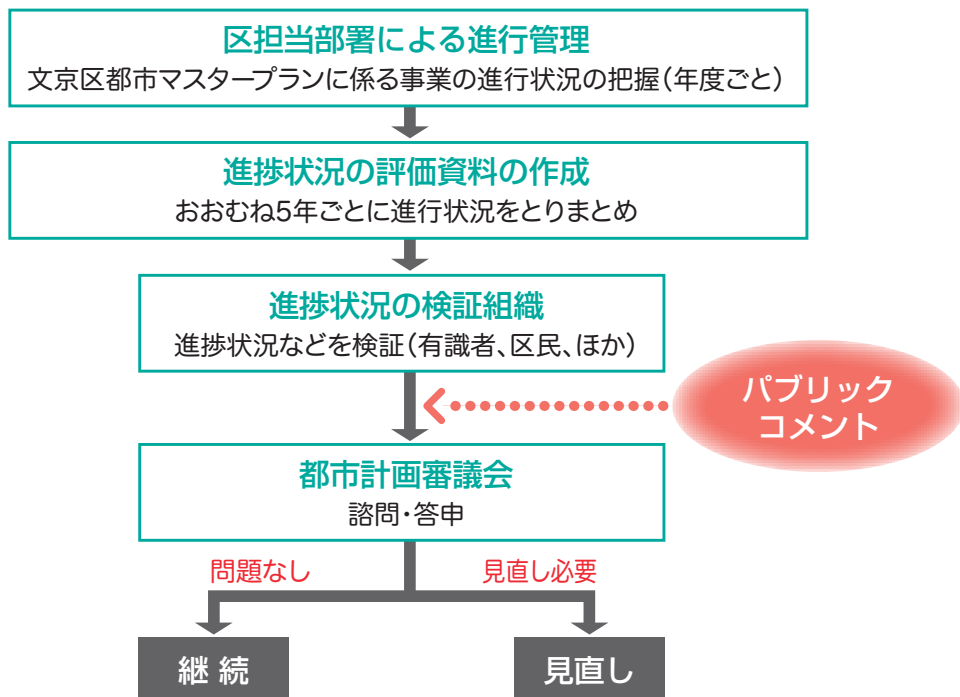 区担当部署による進行管理
文京区都市マスタープランに係る事業の進行状況の把握（年度ごと）
進捗状況の評価資料の作成
おおむね5年ごとに進行状況をとりまとめ
進捗状況の検証組織
進捗状況などを検証（有識者、区民、ほか）
パブリック
コメント
都市計画審議会
諮問・答申
問題なし
見直し必要
継 続
見直し